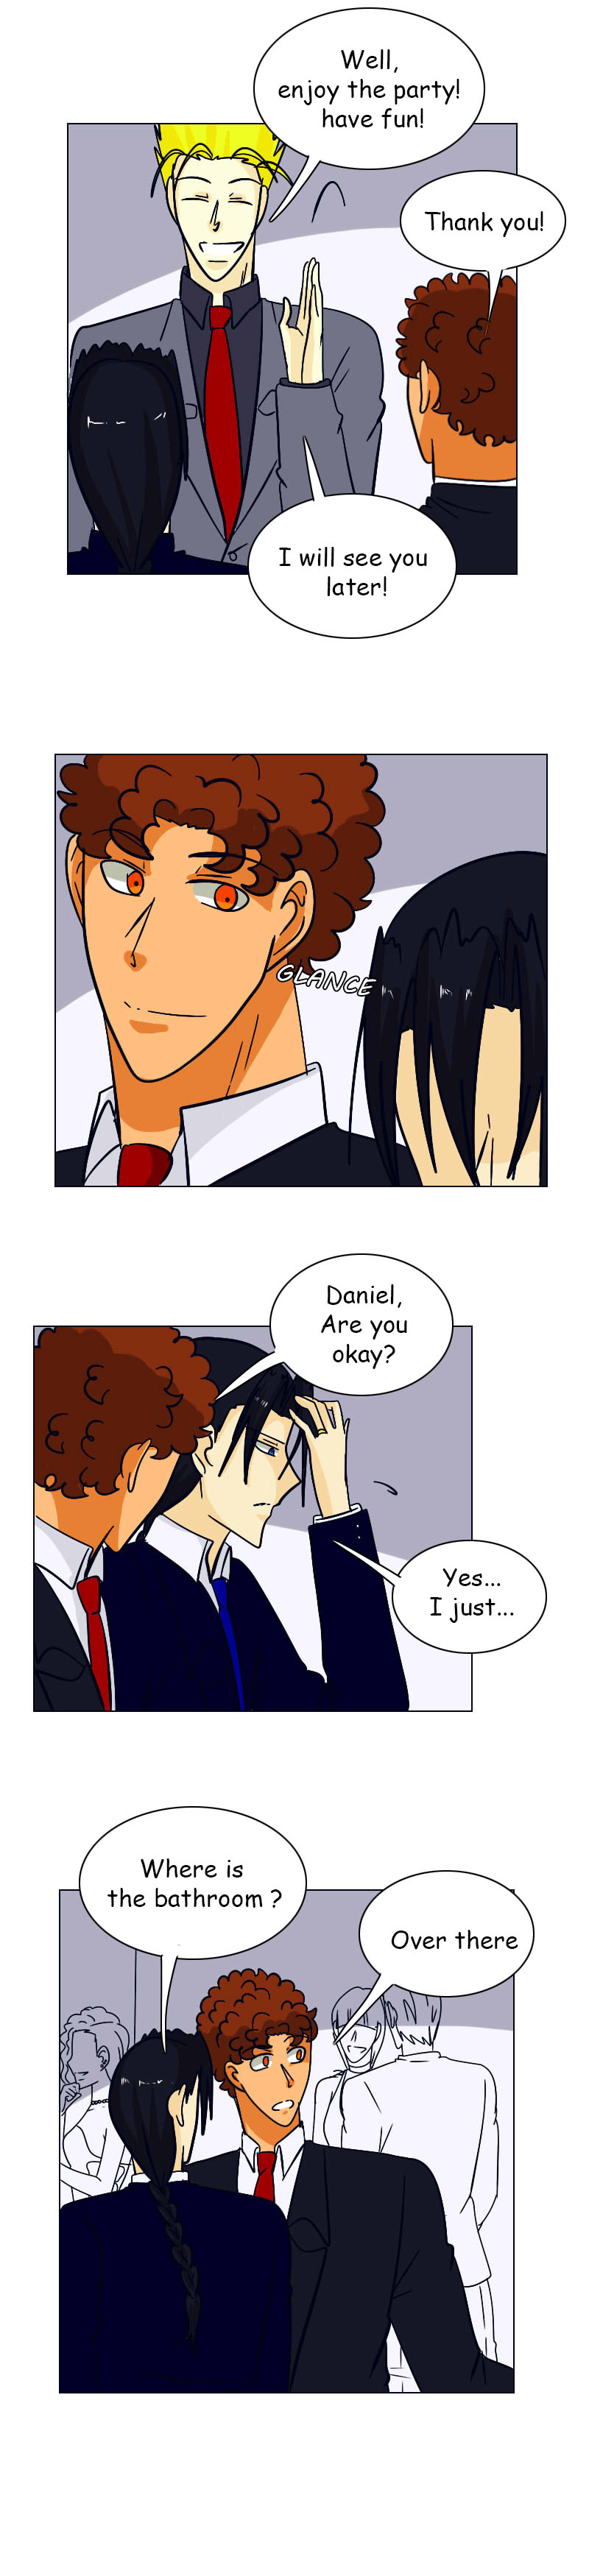 Well,
enjoy the party!
have fun!
Thank you!
I will see you
later!
GLANCE
Daniel,
Are you
okay?
Yes...
I just...
Where is
the bathroom ?
Over there